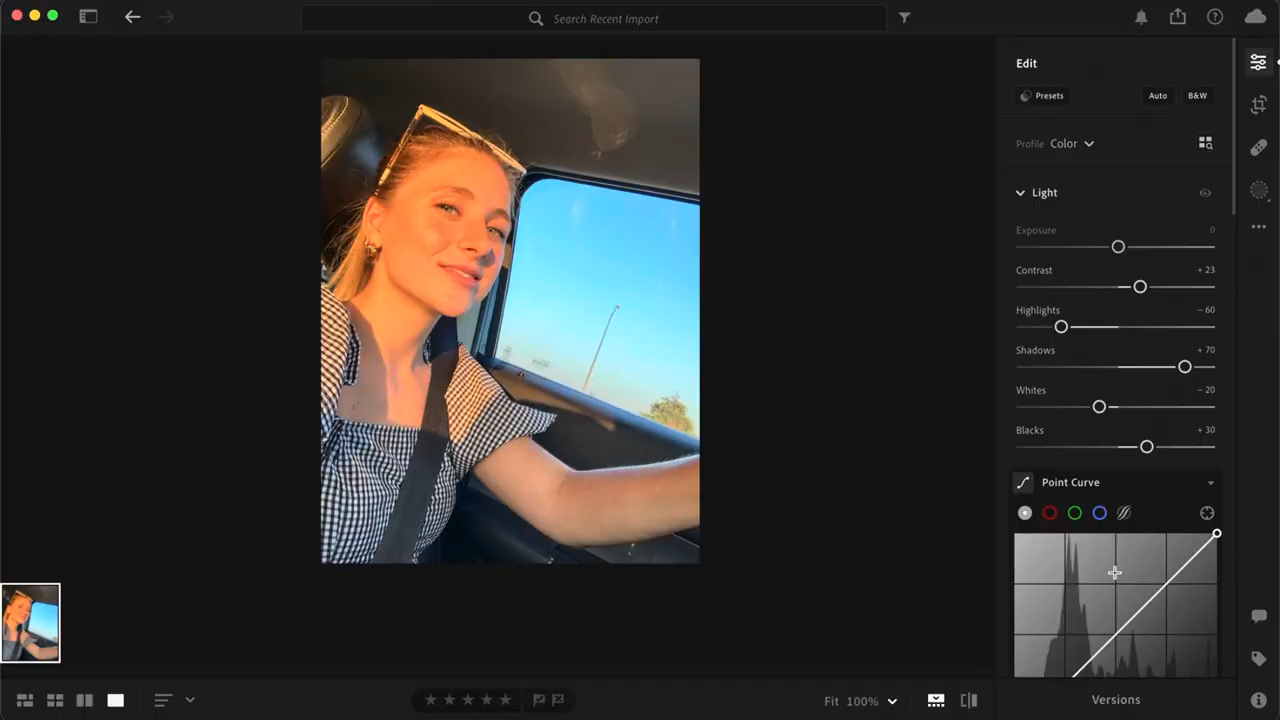 Search Recent Import
Edit
Presets
Auto
B&W
Profile Color
Light
Exposure 0
Contrast + 23
Highlights – 60
Shadows + 70
Whites – 20
Blacks + 30
Point Curve
Fit 100%
Versions